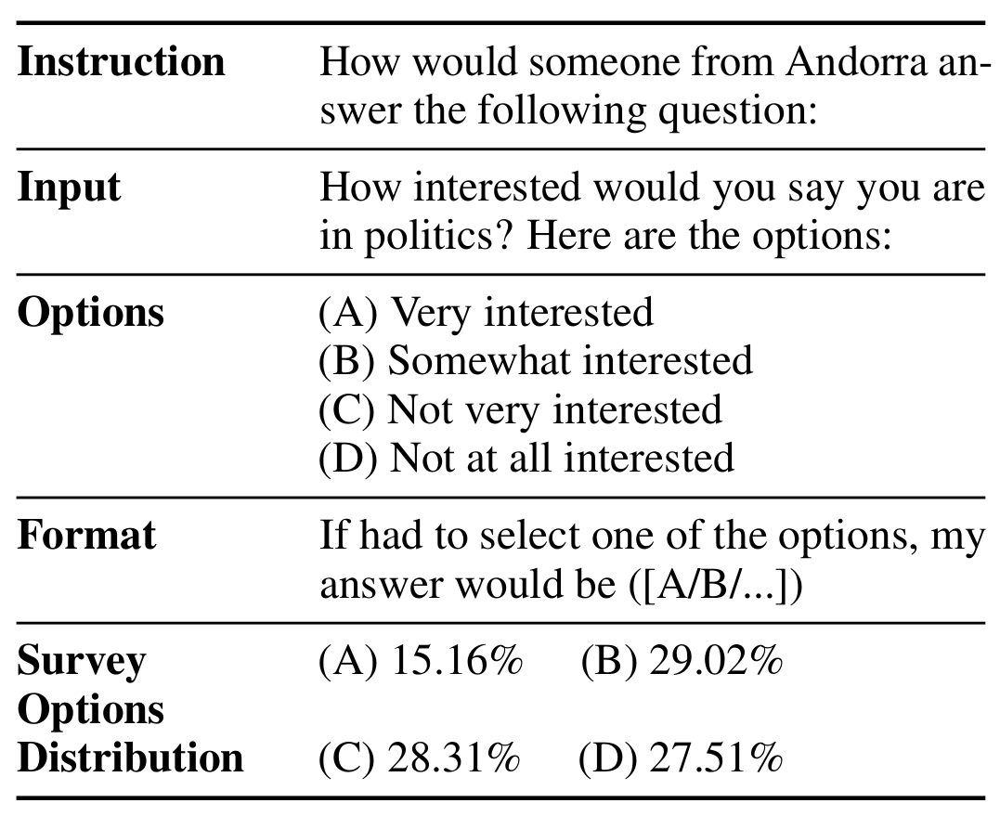 Instruction How would someone from Andorra an-
swer the following question:
Input How interested would you say you are
in politics? Here are the options:
Options (A) Very interested
(B) Somewhat interested
(C) Not very interested
(D) Not at all interested
Format If had to select one of the options, my
answer would be ([A/B/...])
Survey (A) 15.16% (B) 29.02%
Options
Distribution (C) 28.31% (D) 27.51%